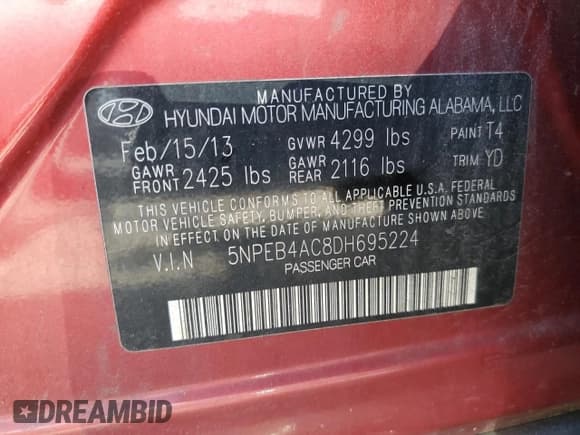 MANUFACTURED BY
HYUNDAI MOTOR MANUFACTURING ALABAMA, LLC
Feb/15/13 GVWR 4299 lbs PAINT T4
GAWR FRONT 2425 lbs GAWR REAR 2116 lbs TRIM YD
THIS VEHICLE CONFORMS TO ALL APPLICABLE U.S.A. FEDERAL
MOTOR VEHICLE SAFETY, BUMPER, AND THEFT PREVENTION STANDARDS
IN EFFECT ON THE DATE OF MANUFACTURE SHOWN ABOVE.
V.I.N 5NPEB4AC8DH695224
PASSENGER CAR
DREAMBID